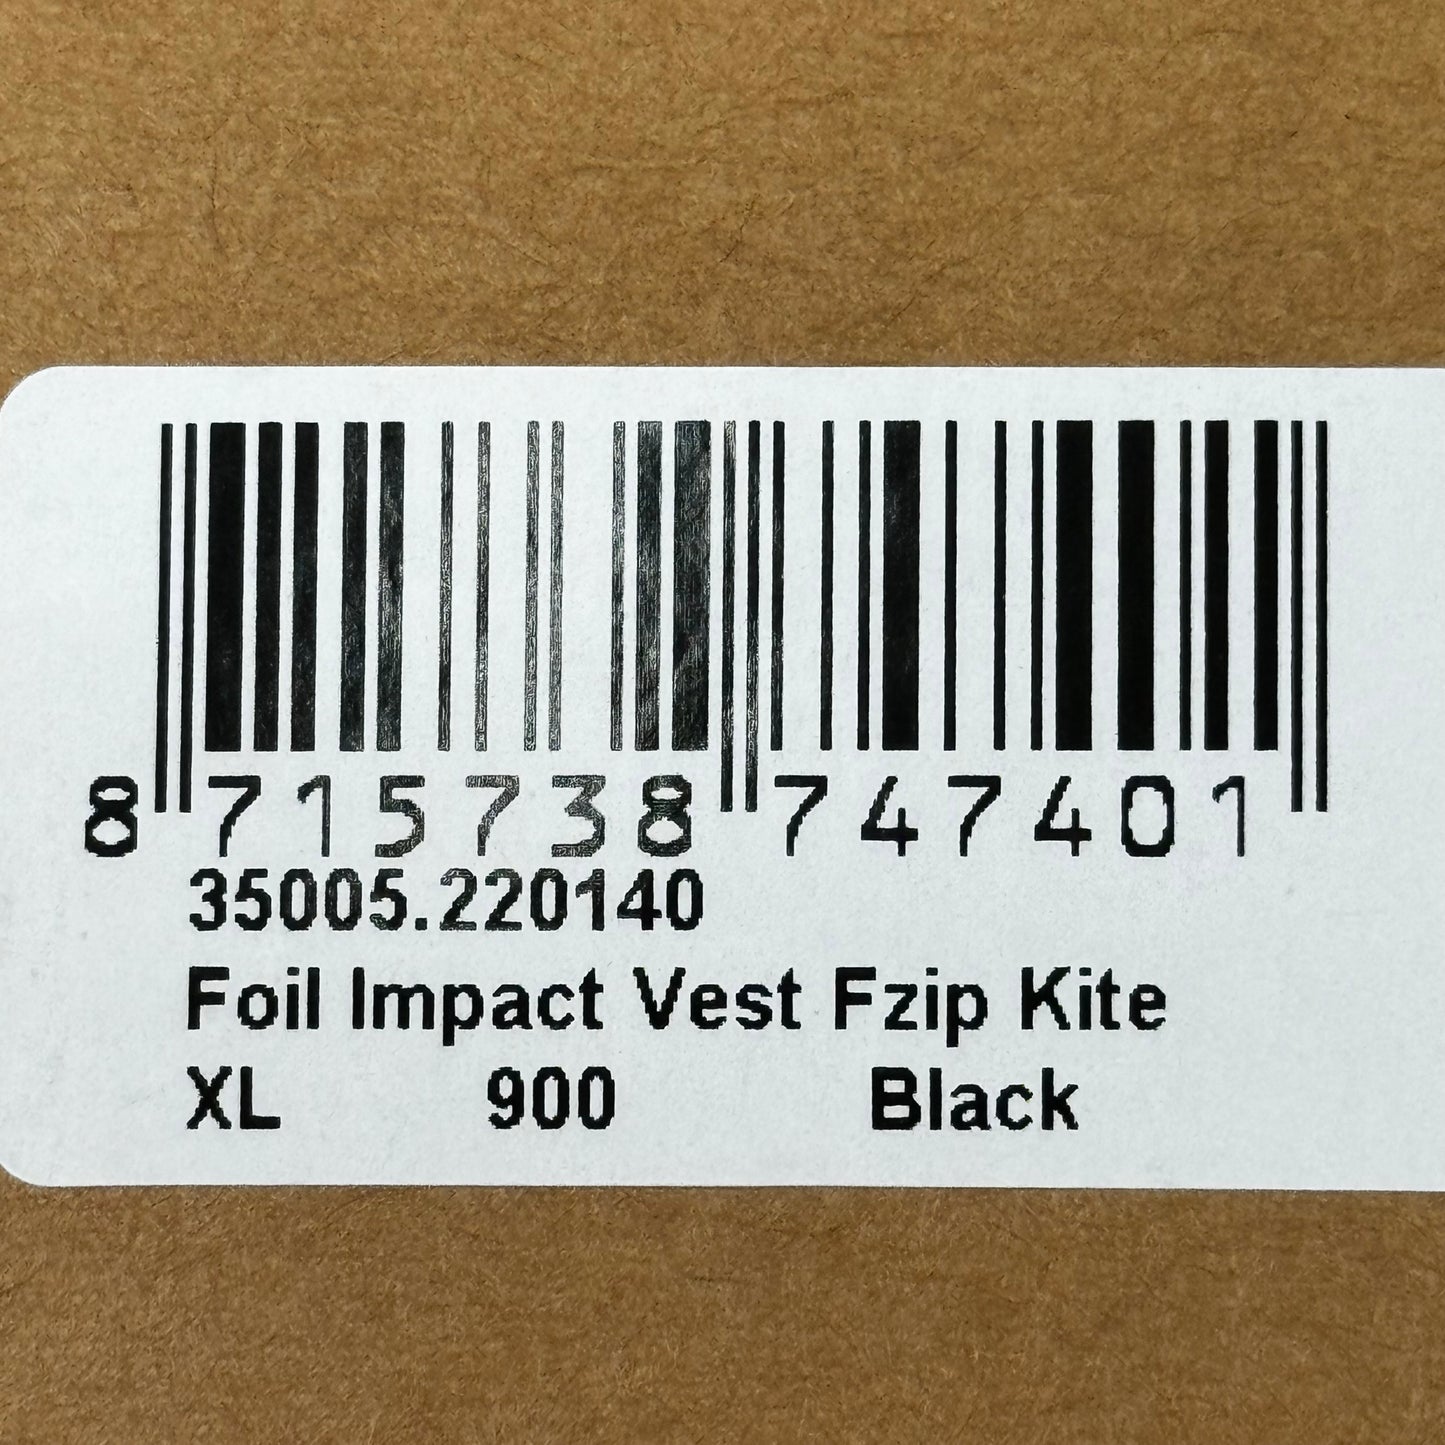 8 715738 747401
35005.220140
Foil Impact Vest Fzip Kite
XL 900 Black